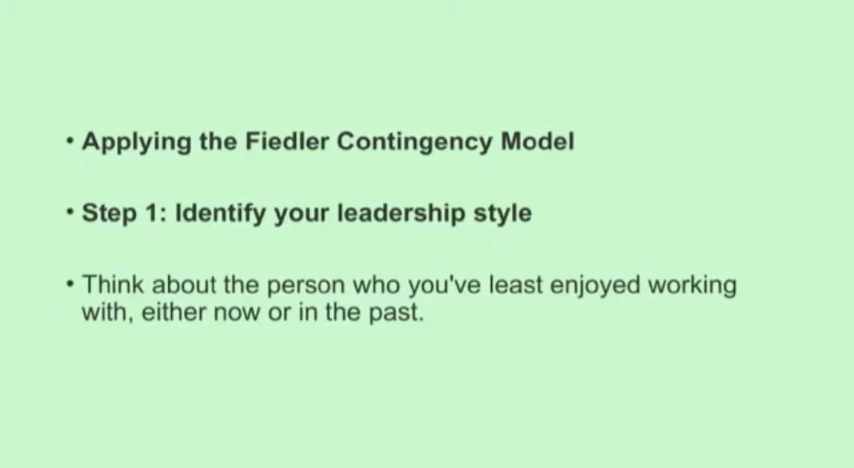 • Applying the Fiedler Contingency Model
• Step 1: Identify your leadership style
• Think about the person who you've least enjoyed working
with, either now or in the past.